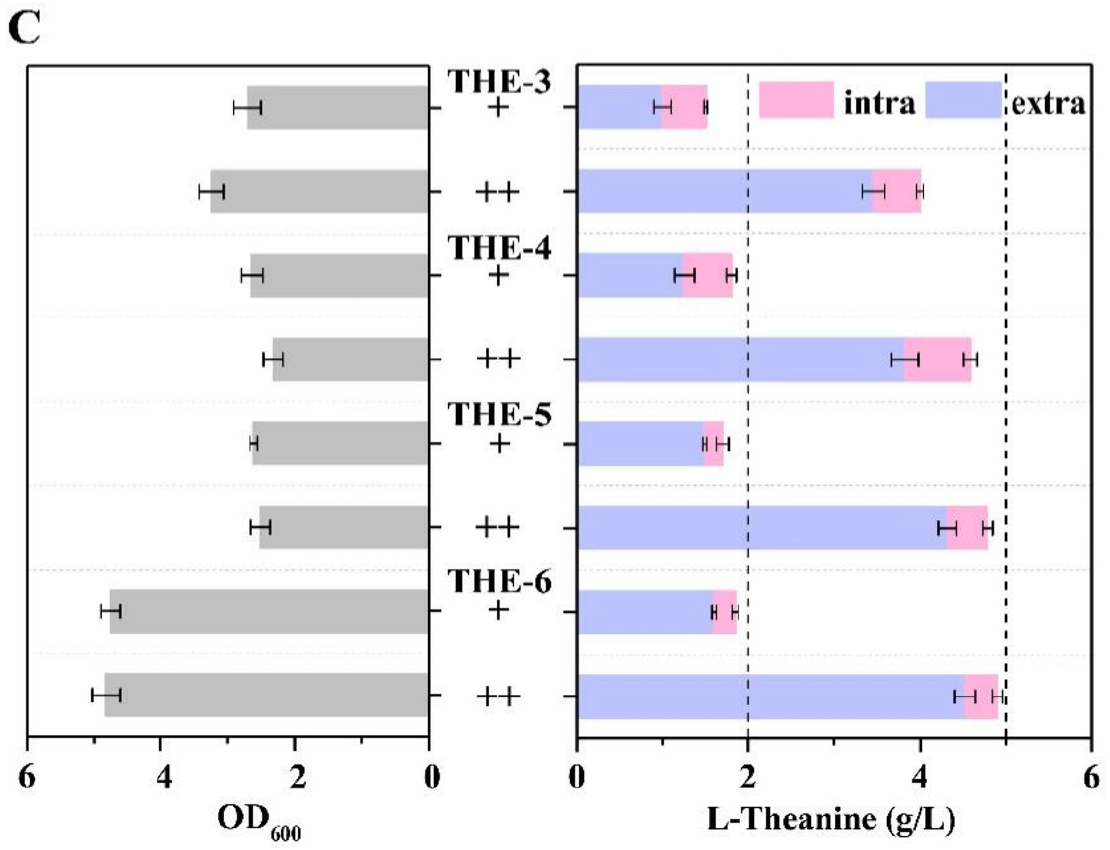 C
THE-3
+
intra
extra
++
THE-4
+
++
THE-5
+
++
THE-6
+
++
6 4 2 0
0 2 4 6
OD600
L-Theanine (g/L)